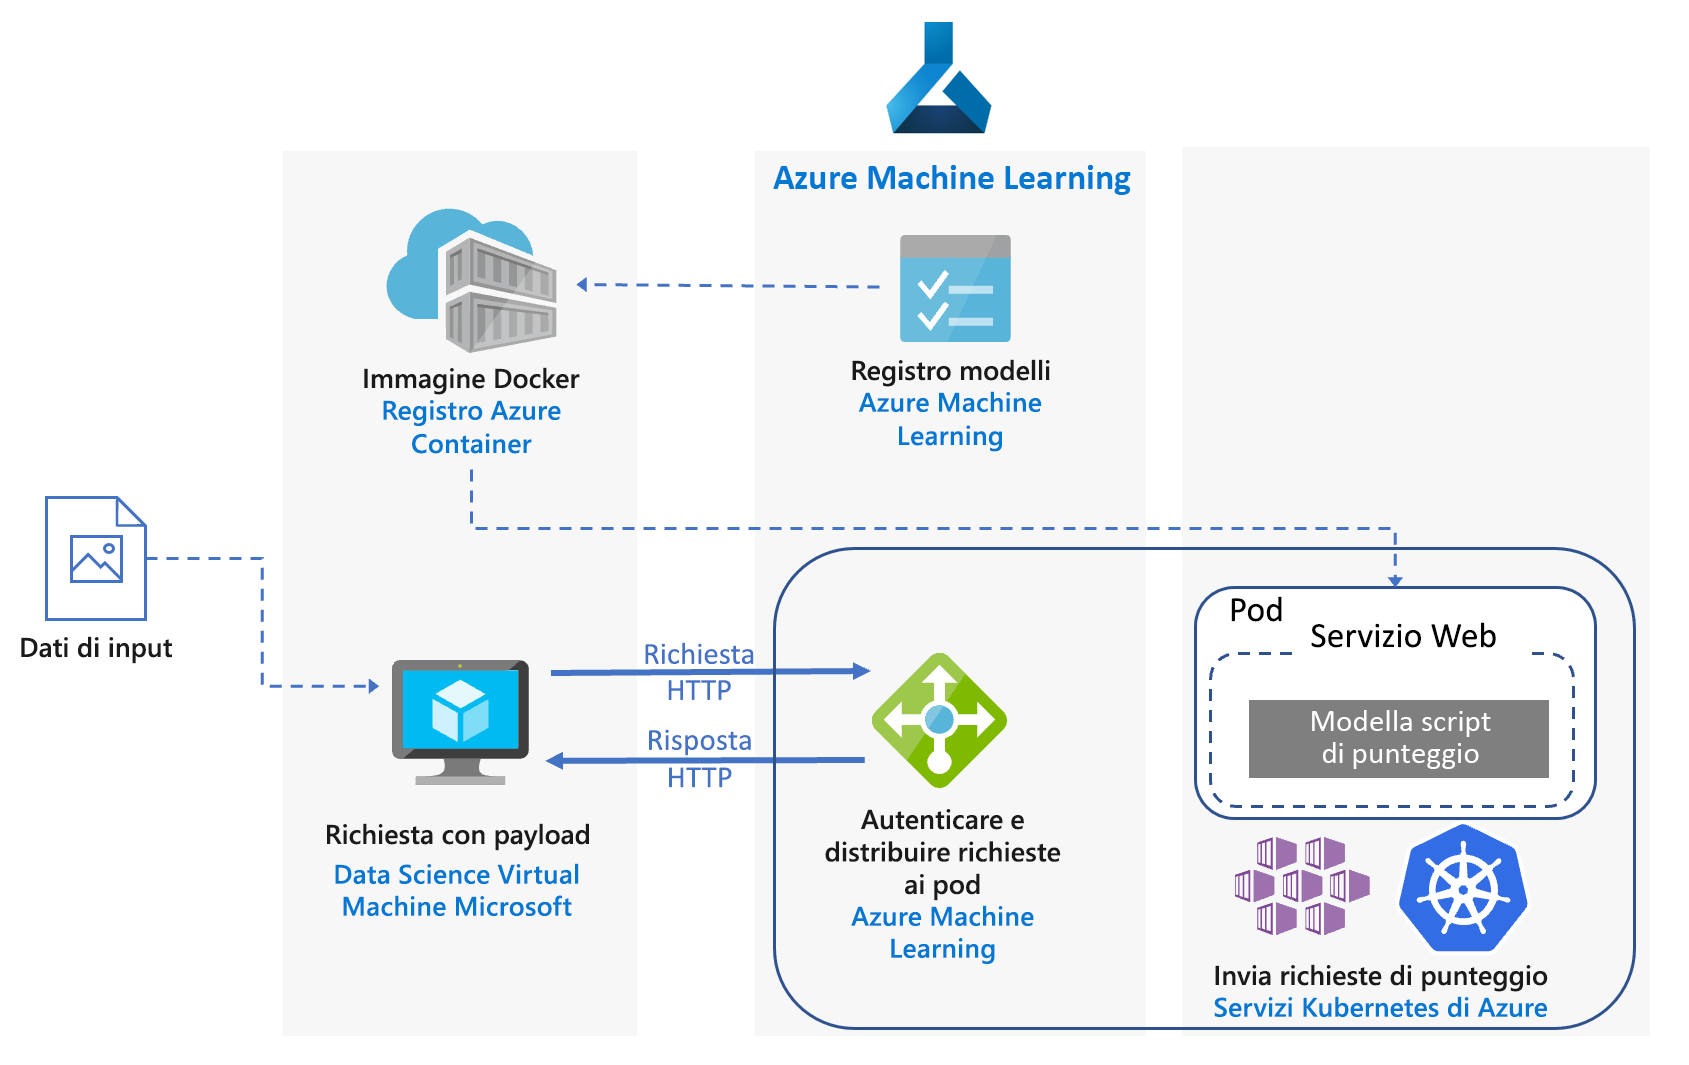 Azure Machine Learning
Immagine Docker
Registro Azure
Container
Registro modelli
Azure Machine
Learning
Dati di input
Richiesta
HTTP
Risposta
HTTP
Richiesta con payload
Data Science Virtual
Machine Microsoft
Autenticare e
distribuire richieste
ai pod
Azure Machine
Learning
Pod
Servizio Web
Modella script
di punteggio
Invia richieste di punteggio
Servizi Kubernetes di Azure